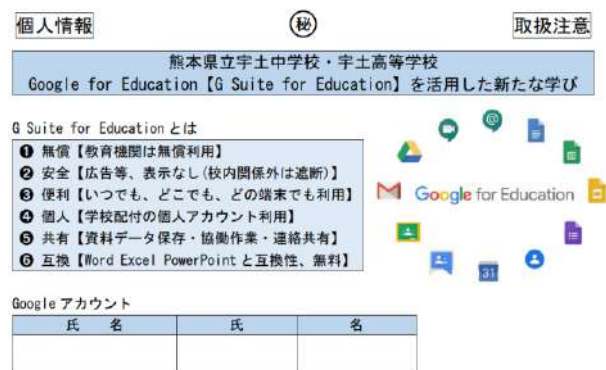 個人情報
㊙
取扱注意
熊本県立宇土中学校・宇土高等学校
Google for Education【G Suite for Education】を活用した新たな学び
G Suite for Education とは
❶ 無償【教育機関は無償利用】
❷ 安全【広告等、表示なし(校内関係外は遮断)】
❸ 便利【いつでも、どこでも、どの端末でも利用】
❹ 個人【学校配付の個人アカウント利用】
❺ 共有【資料データ保存・協働作業・連絡共有】
❻ 互換【Word Excel PowerPoint と互換性、無料】
Google for Education
31
Google アカウント
氏 名
氏
名